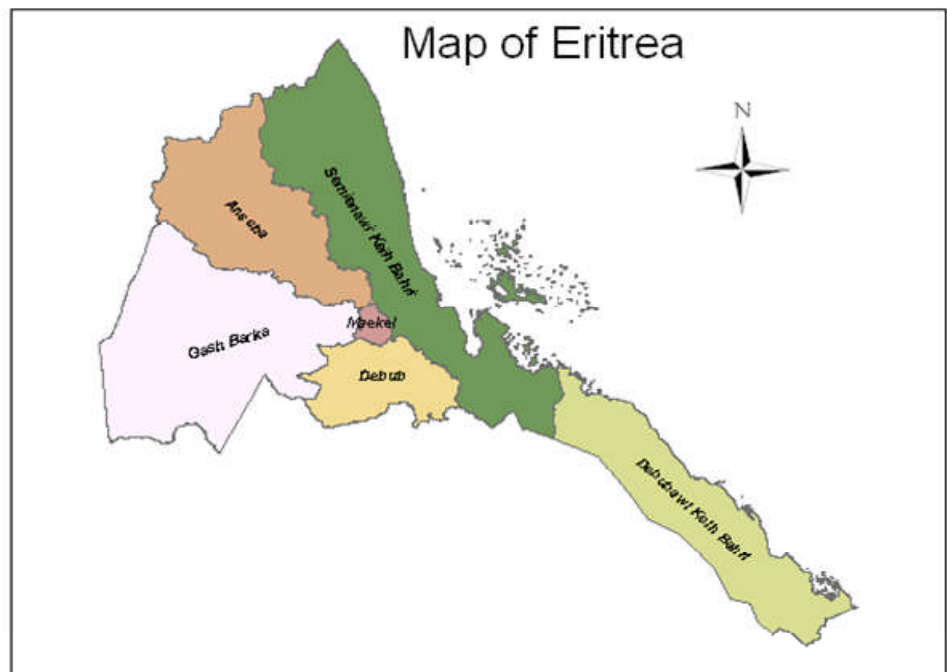 Map of Eritrea
N
Semienawi Keih Bahri
Anseba
Maekel
Gash Barka
Debub
Debubawi Keih Bahri